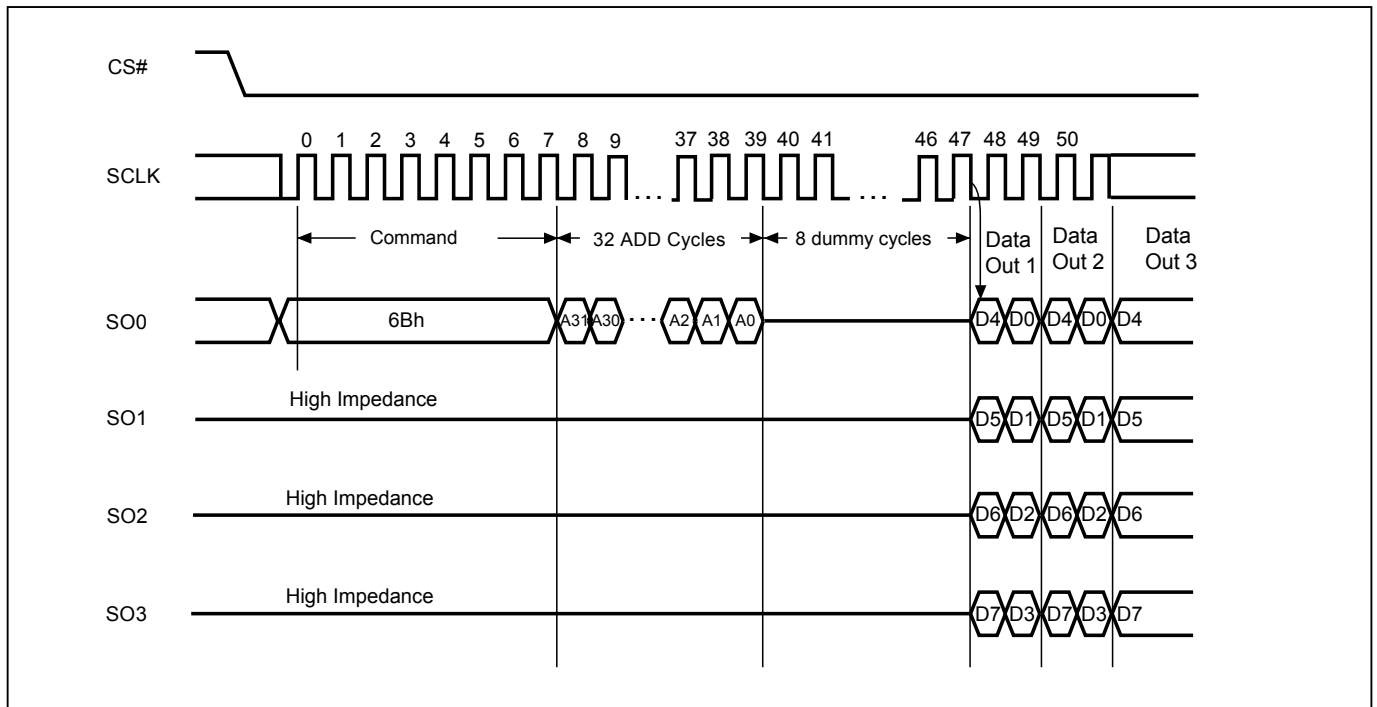 CS#
0 1 2 3 4 5 6 7 8 9 37 38 39 40 41 46 47 48 49 50
SCLK
... ...
Command 32 ADD Cycles 8 dummy cycles Data Out 1 Data Out 2 Data Out 3
SO0 6Bh A31 A30 ... A2 A1 A0 D4 D0 D4 D0 D4
High Impedance
SO1 D5 D1 D5 D1 D5
High Impedance
SO2 D6 D2 D6 D2 D6
High Impedance
SO3 D7 D3 D7 D3 D7